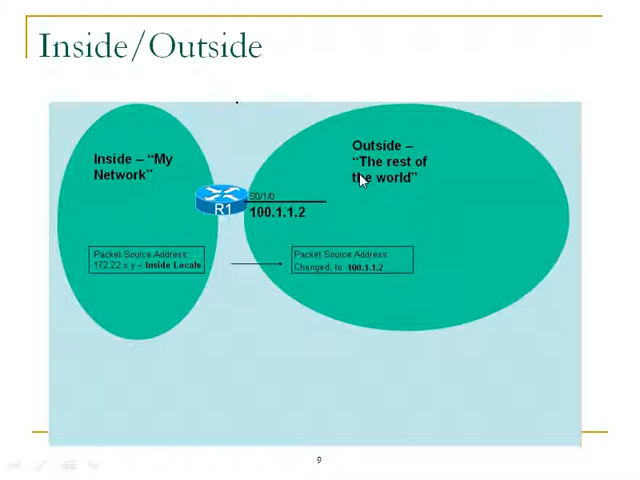 Inside/Outside
Inside – “My
Network”
Outside –
“The rest of
the world”
S0/1/0
R1
100.1.1.2
Packet Source Address:
172.22.x.y – Inside Locals
Packet Source Address:
Changed, to 100.1.1.2
9